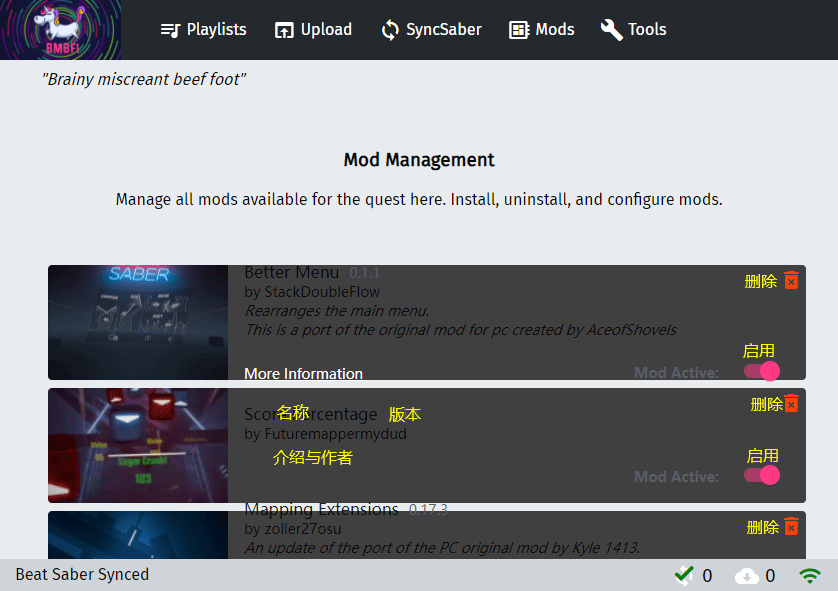 BMBF!
Playlists
Upload
SyncSaber
Mods
Tools
"Brainy miscreant beef foot"
Mod Management
Manage all mods available for the quest here. Install, uninstall, and configure mods.
SABER
Better Menu 0.1.1
by StackDoubleFlow
Rearranges the main menu.
This is a port of the original mod for pc created by AceofShovels
More Information
删除
启用
Mod Active:
名称 版本
by Futuremappermydud
介绍与作者
删除
启用
Mod Active:
103
Mapping Extensions 0.17.3
by zoller27osu
An update of the port of the PC original mod by Kyle 1413.
删除
Beat Saber Synced
0
0